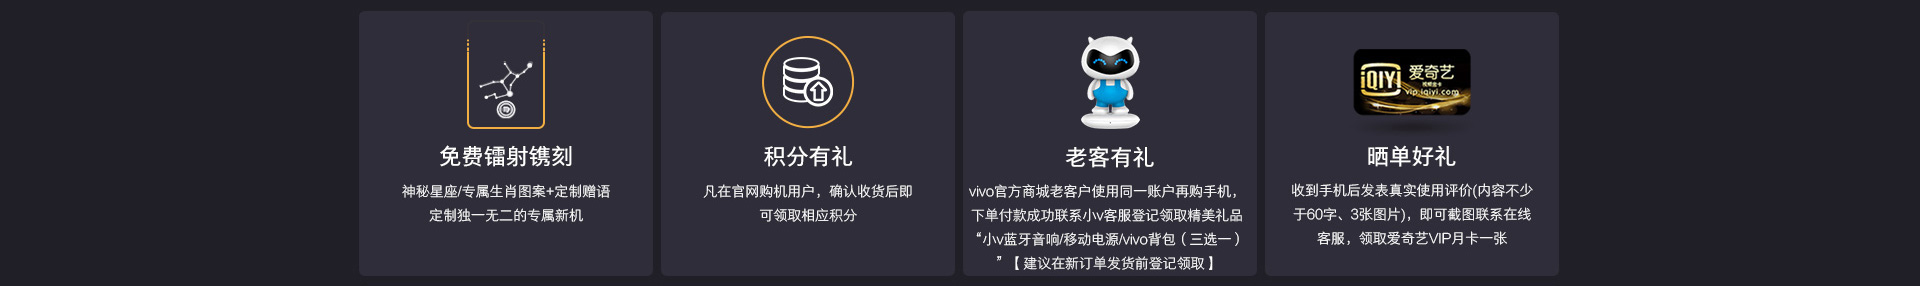 免费镭射镌刻
神秘星座/专属生肖图案+定制赠语
定制独一无二的专属新机
积分有礼
凡在官网购机用户，确认收货后即
可领取相应积分
老客有礼
vivo官方商城老客户使用同一账户再购手机，
下单付款成功联系小v客服登记领取精美礼品
“小v蓝牙音响/移动电源/vivo背包（三选一）
”【建议在新订单发货前登记领取】
iQIYI 爱奇艺
vip.iqiyi.com
晒单好礼
收到手机后发表真实使用评价(内容不少
于60字、3张图片)，即可截图联系在线
客服，领取爱奇艺VIP月卡一张